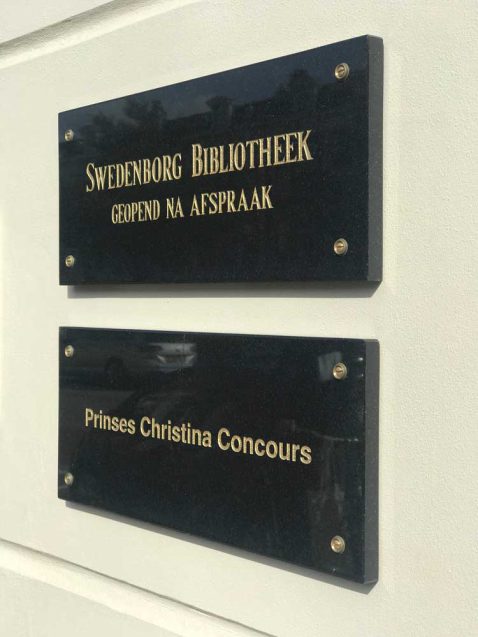 SWEDENBORG BIBLIOTHEEK
GEOPEND NA AFSPRAAK
Prinses Christina Concours